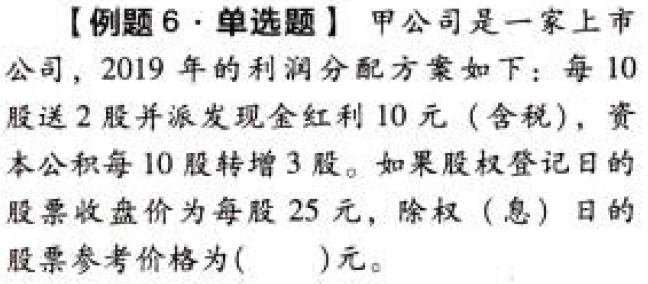 【例题6·单选题】 甲公司是一家上市
公司，2019 年的利润分配方案如下：每 10
股送 2 股并派发现金红利 10 元（含税），资
本公积每 10 股转增 3 股。如果股权登记日的
股票收盘价为每股 25 元，除权（息）日的
股票参考价格为(　　)元。